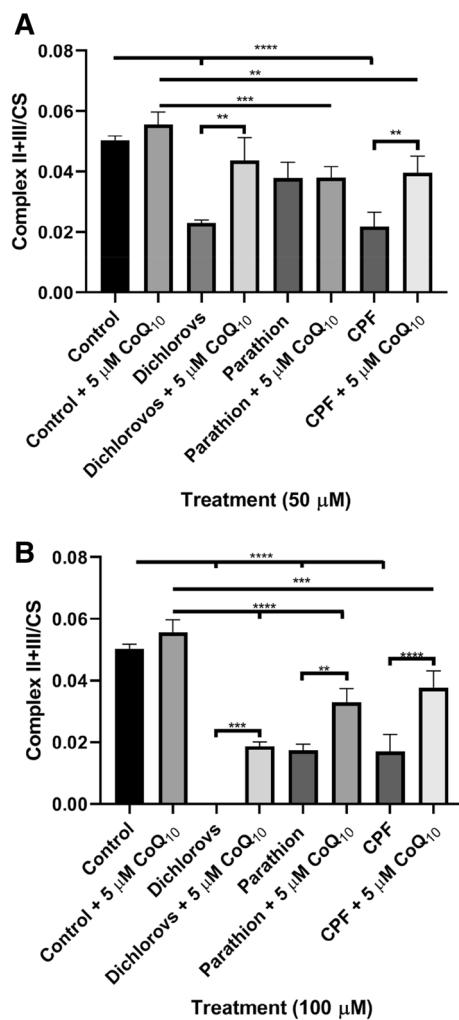 A
Complex II+III/CS
0.08
0.06
0.04
0.02
0.00
****
**
***
**
**
Control
Control + 5 μM CoQ10
Dichlorvs
Dichlorovos + 5 μM CoQ10
Parathion
Parathion + 5 μM CoQ10
CPF
CPF + 5 μM CoQ10
Treatment (50 μM)
B
Complex II+III/CS
0.08
0.06
0.04
0.02
0.00
****
***
****
***
**
****
Control
Control + 5 μM CoQ10
Dichlorovs
Dichlorovs + 5 μM CoQ10
Parathion
Parathion + 5 μM CoQ10
CPF
CPF + 5 μM CoQ10
Treatment (100 μM)